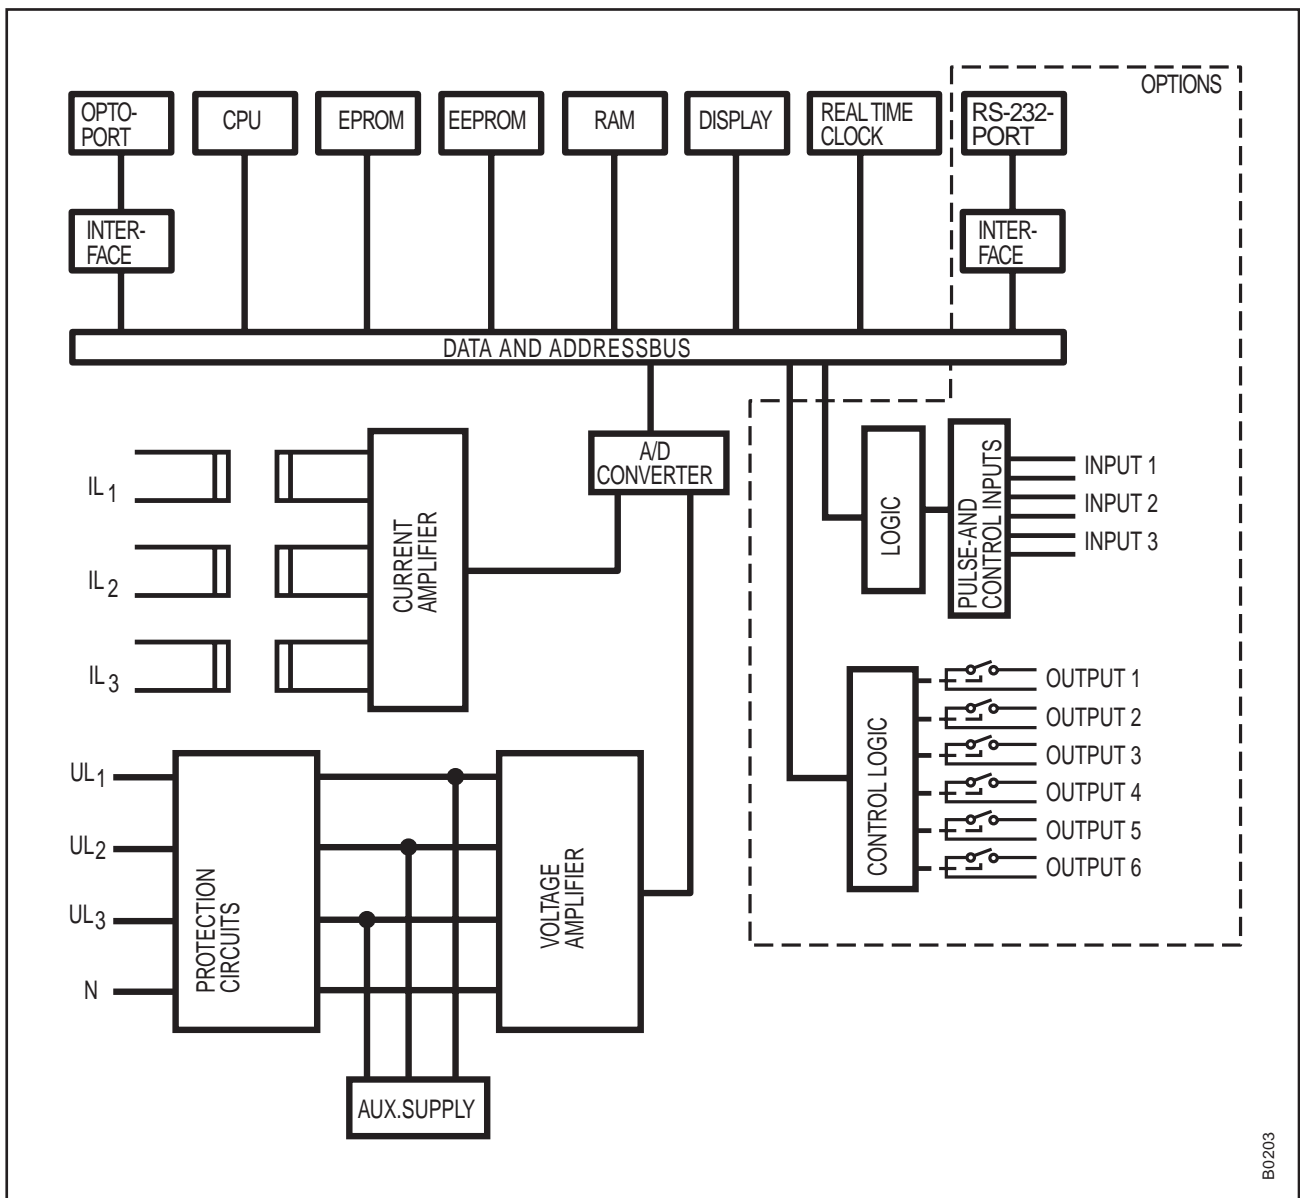 OPTIONS
OPTO-
PORT
CPU
EPROM
EEPROM
RAM
DISPLAY
REAL TIME
CLOCK
RS-232-
PORT
INTER-
FACE
INTER-
FACE
DATA AND ADDRESSBUS
A/D
CONVERTER
IL1
IL2
IL3
CURRENT
AMPLIFIER
LOGIC
PULSE-AND
CONTROL INPUTS
INPUT 1
INPUT 2
INPUT 3
CONTROL LOGIC
OUTPUT 1
OUTPUT 2
OUTPUT 3
OUTPUT 4
OUTPUT 5
OUTPUT 6
UL1
UL2
UL3
N
PROTECTION
CIRCUITS
VOLTAGE
AMPLIFIER
AUX.SUPPLY
B0203